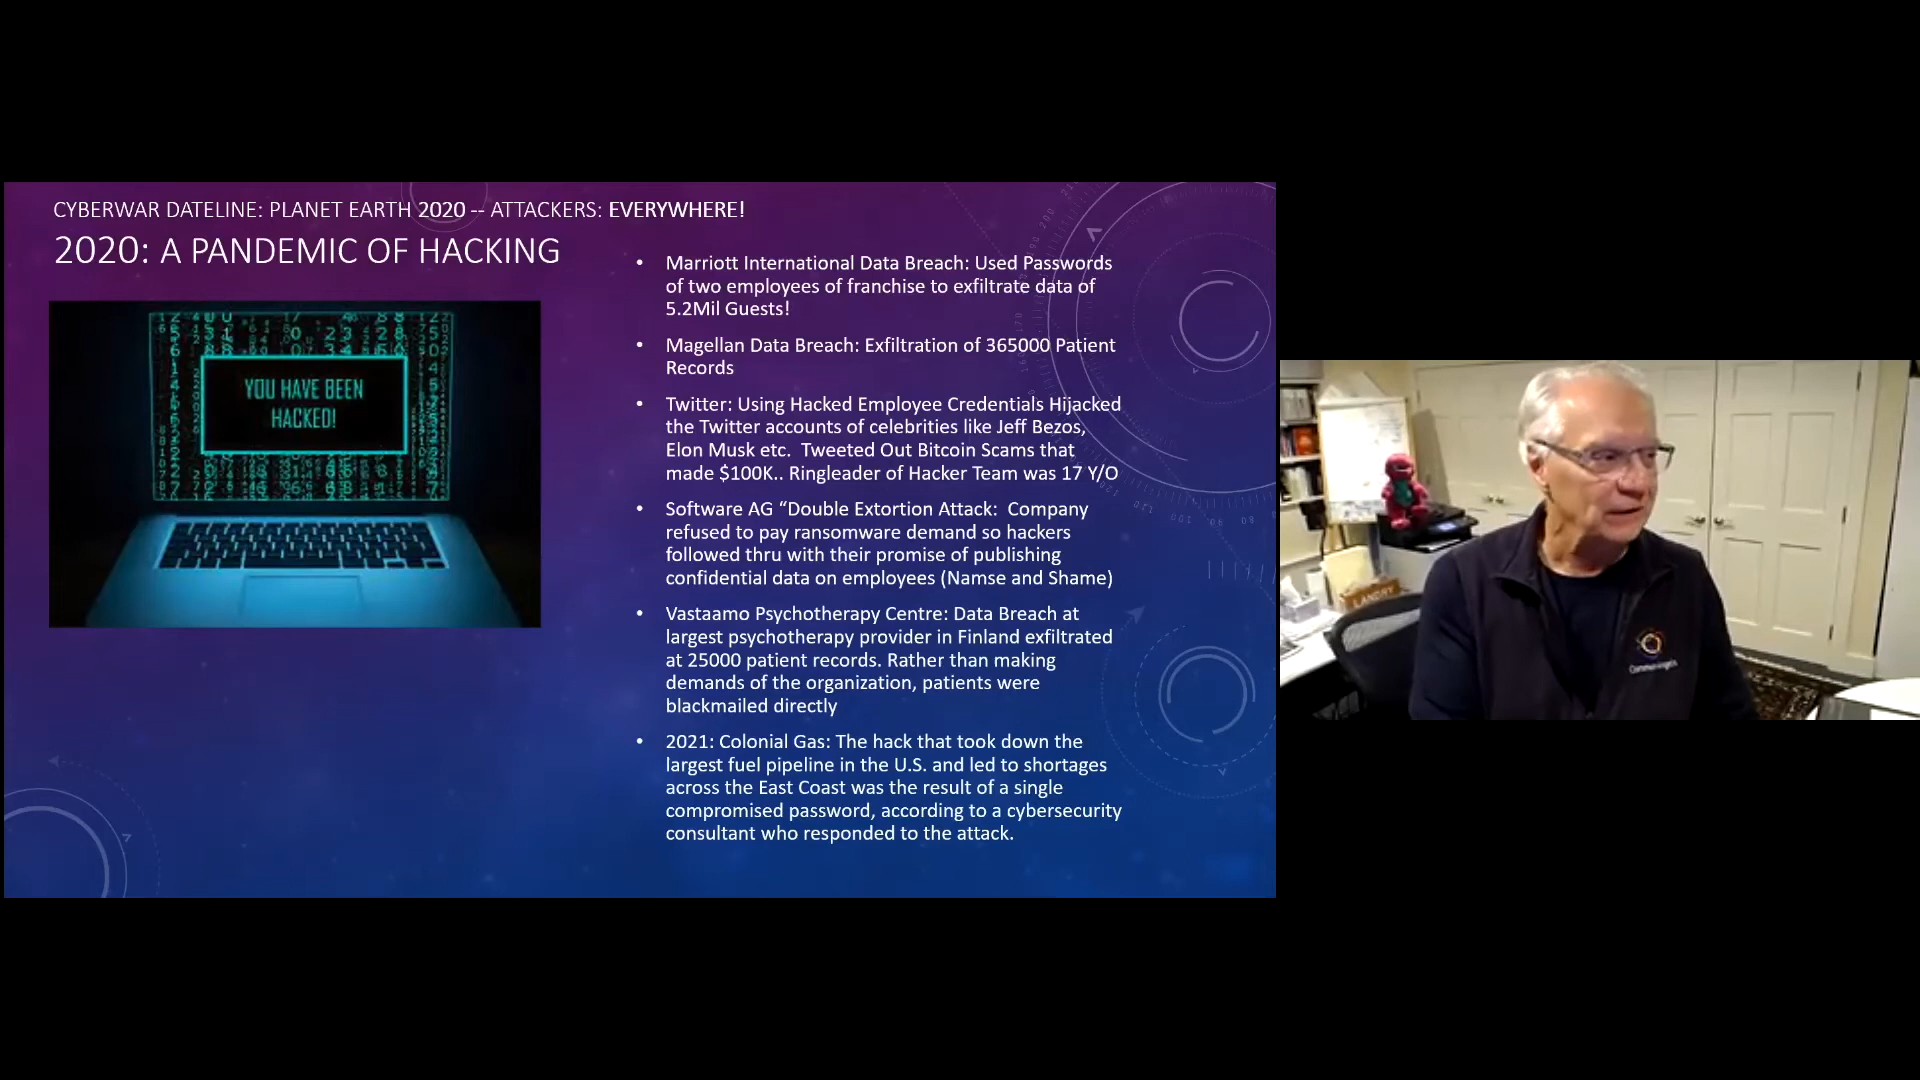 CYBERWAR DATELINE: PLANET EARTH 2020 -- ATTACKERS: EVERYWHERE!
2020: A PANDEMIC OF HACKING
YOU HAVE BEEN
HACKED!
• Marriott International Data Breach: Used Passwords
of two employees of franchise to exfiltrate data of
5.2Mil Guests!
• Magellan Data Breach: Exfiltration of 365000 Patient
Records
• Twitter: Using Hacked Employee Credentials Hijacked
the Twitter accounts of celebrities like Jeff Bezos,
Elon Musk etc.  Tweeted Out Bitcoin Scams that
made $100K.. Ringleader of Hacker Team was 17 Y/O
• Software AG “Double Extortion Attack:  Company
refused to pay ransomware demand so hackers
followed thru with their promise of publishing
confidential data on employees (Namse and Shame)
• Vastaamo Psychotherapy Centre: Data Breach at
largest psychotherapy provider in Finland exfiltrated
at 25000 patient records. Rather than making
demands of the organization, patients were
blackmailed directly
• 2021: Colonial Gas: The hack that took down the
largest fuel pipeline in the U.S. and led to shortages
across the East Coast was the result of a single
compromised password, according to a cybersecurity
consultant who responded to the attack.
LANDRY